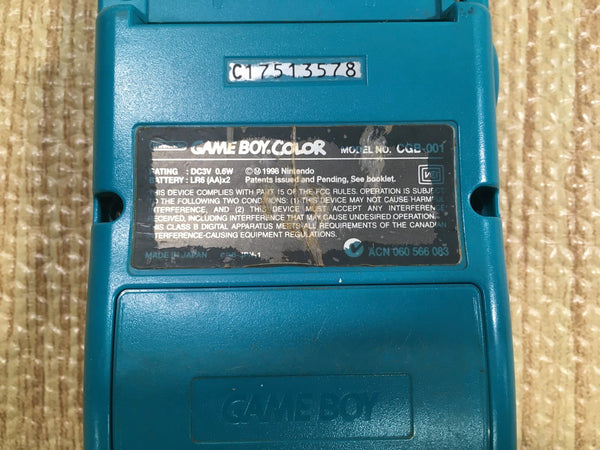 C17513578
GAME BOY COLOR MODEL NO. CGB-001
RATING : DC3V 0.6W
BATTERY : LR6 (AA)x2
© Ⓜ 1998 Nintendo
Patents issued and Pending, See booklet.
THIS DEVICE COMPLIES WITH PART 15 OF THE FCC RULES. OPERATION IS SUBJECT
TO THE FOLLOWING TWO CONDITIONS: (1) THIS DEVICE MAY NOT CAUSE HARMFUL
INTERFERENCE, AND (2) THIS DEVICE MUST ACCEPT ANY INTERFERENCE
RECEIVED, INCLUDING INTERFERENCE THAT MAY CAUSE UNDESIRED OPERATION.
THIS CLASS B DIGITAL APPARATUS MEETS ALL REQUIREMENTS OF THE CANADIAN
INTERFERENCE-CAUSING EQUIPMENT REGULATIONS.
MADE IN JAPAN
ACN 060 566 083
GAME BOY